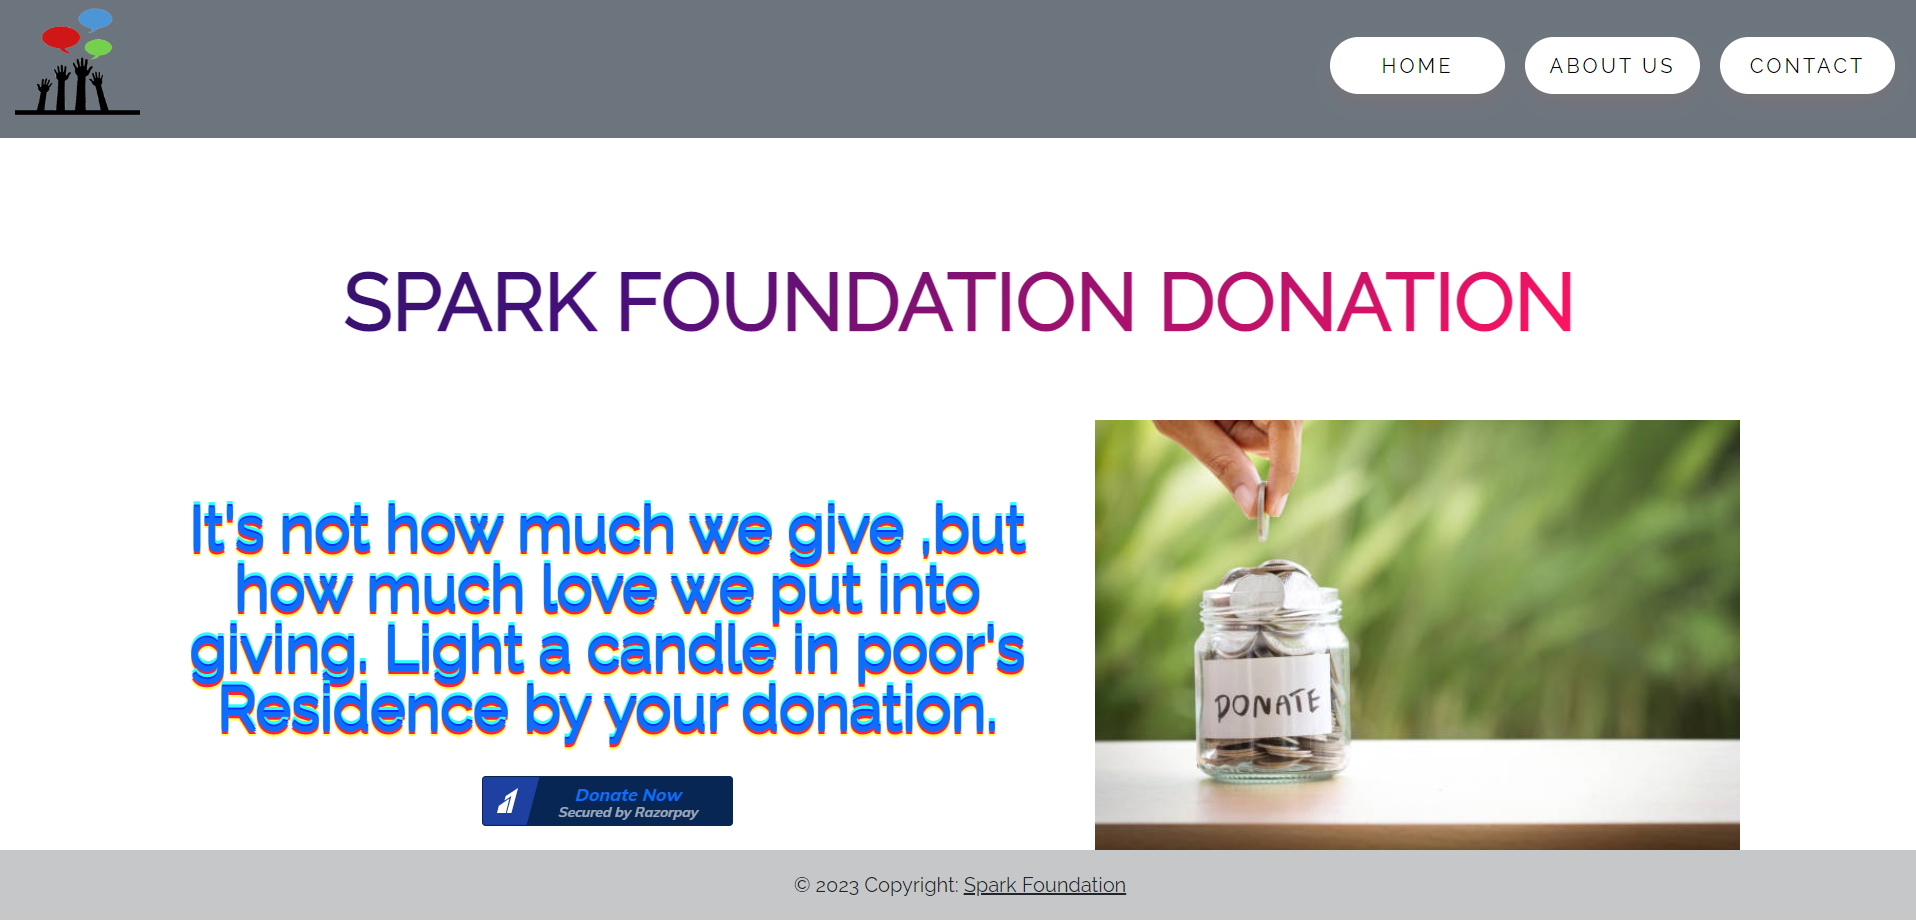 HOME
ABOUT US
CONTACT
SPARK FOUNDATION DONATION
It's not how much we give ,but
how much love we put into
giving. Light a candle in poor's
Residence by your donation.
Donate Now
Secured by Razorpay
DONATE
© 2023 Copyright: Spark Foundation